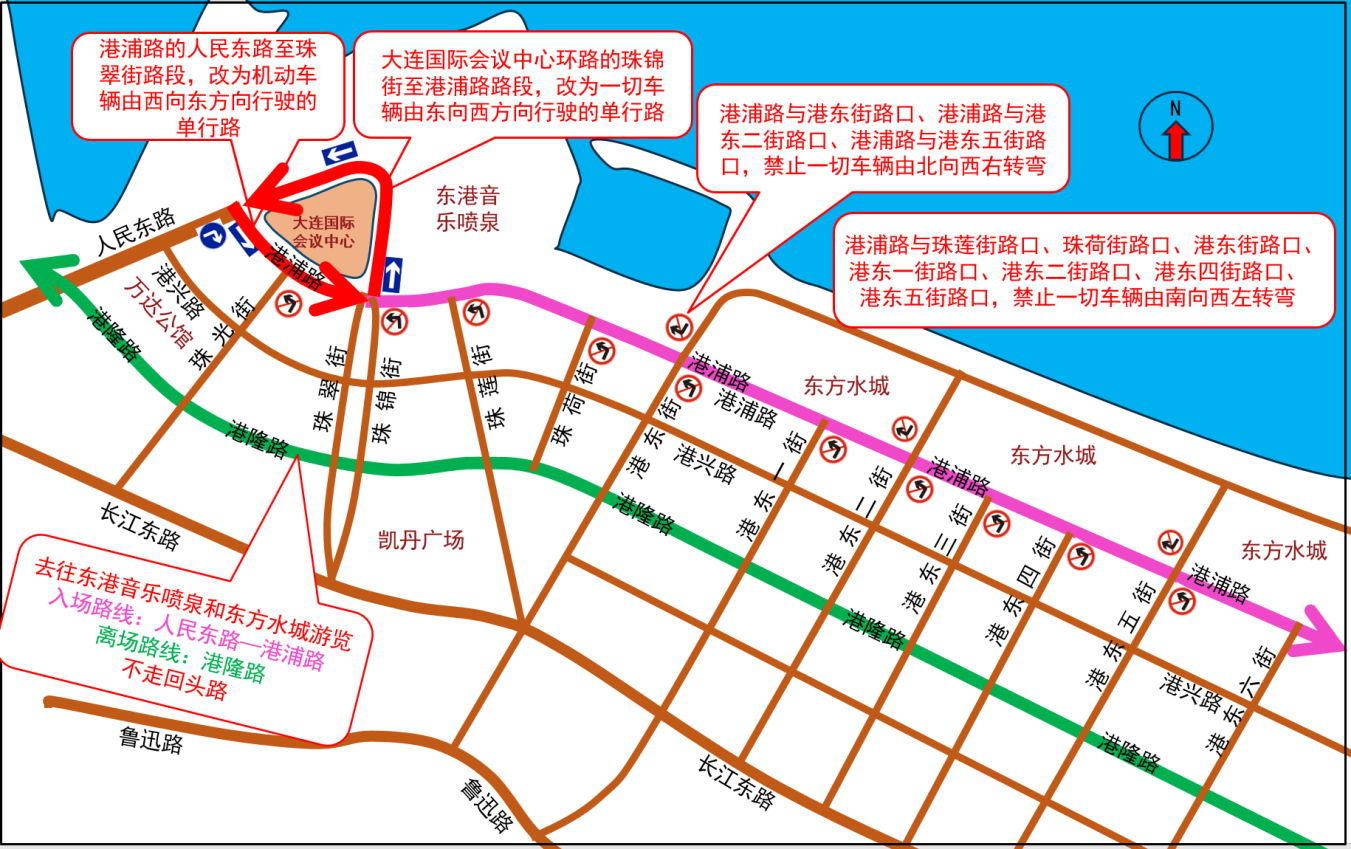 港浦路的人民东路至珠
翠街路段，改为机动车
辆由西向东方向行驶的
单行路
大连国际会议中心环路的珠锦
街至港浦路路段，改为一切车
辆由东向西方向行驶的单行路
港浦路与港东街路口、港浦路与港
东二街路口、港浦路与港东五街路
口，禁止一切车辆由北向西右转弯
N
港浦路与珠莲街路口、珠荷街路口、港东街路口、
港东一街路口、港东二街路口、港东四街路口、
港东五街路口，禁止一切车辆由南向西左转弯
东港音
乐喷泉
大连国际
会议中心
人民东路
港浦路
港兴路
万达公馆
珠光街
港隆路
珠翠街
珠锦街
珠莲街
珠荷街
港浦路
港浦路
东方水城
港东街
港兴路
港东一街
港东二街
港浦路
东方水城
港东三街
港东四街
港东五街
港浦路
东方水城
港兴路
港东六街
港隆路
港隆路
港隆路
港隆路
凯丹广场
长江东路
去往东港音乐喷泉和东方水城游览
入场路线：人民东路—港浦路
离场路线：港隆路
不走回头路
鲁迅路
鲁迅路
长江东路